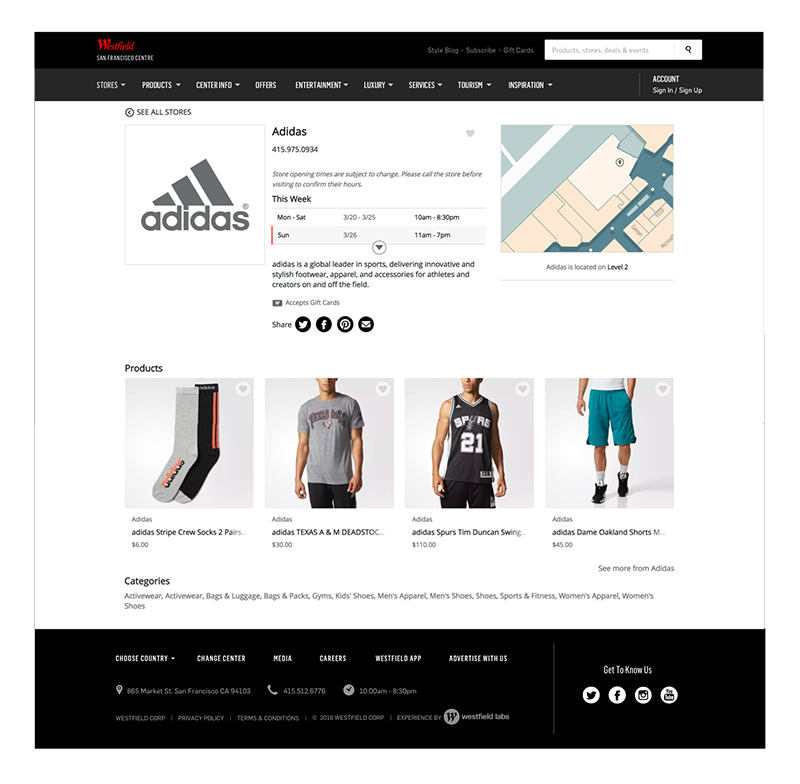 Westfield
SAN FRANCISCO CENTRE
Style Blog • Subscribe • Gift Cards
Products, stores, deals & events
STORES PRODUCTS CENTER INFO OFFERS ENTERTAINMENT LUXURY SERVICES TOURISM INSPIRATION
ACCOUNT
Sign In / Sign Up
SEE ALL STORES
adidas®
Adidas
415.975.0934
Store opening times are subject to change. Please call the store before
visiting to confirm their hours.
This Week
Mon - Sat 3/20 - 3/25 10am - 8:30pm
Sun 3/26 11am - 7pm
adidas is a global leader in sports, delivering innovative and
stylish footwear, apparel, and accessories for athletes and
creators on and off the field.
Accepts Gift Cards
Share
Center
Adidas is located on Level 2
Products
adidas
adidas
TEXAS A&M
SPURS
21
Adidas
adidas Stripe Crew Socks 2 Pairs...
$6.00
Adidas
adidas TEXAS A & M DEADSTOC...
$30.00
Adidas
adidas Spurs Tim Duncan Swing...
$110.00
Adidas
adidas Dame Oakland Shorts M...
$45.00
See more from Adidas
Categories
Activewear, Activewear, Bags & Luggage, Bags & Packs, Gyms, Kids' Shoes, Men's Apparel, Men's Shoes, Shoes, Sports & Fitness, Women's Apparel, Women's
Shoes
CHOOSE COUNTRY CHANGE CENTER MEDIA CAREERS WESTFIELD APP ADVERTISE WITH US
865 Market St. San Francisco CA 94103 415.512.6776 10:00am - 8:30pm
WESTFIELD CORP | PRIVACY POLICY | TERMS & CONDITIONS | © 2016 WESTFIELD CORP | EXPERIENCE BY westfield labs
Get To Know Us
You Tube